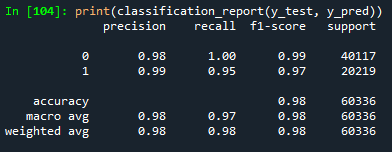 In [104]: print(classification_report(y_test, y_pred))
precision recall f1-score support
0 0.98 1.00 0.99 40117
1 0.99 0.95 0.97 20219
accuracy 0.98 60336
macro avg 0.98 0.97 0.98 60336
weighted avg 0.98 0.98 0.98 60336